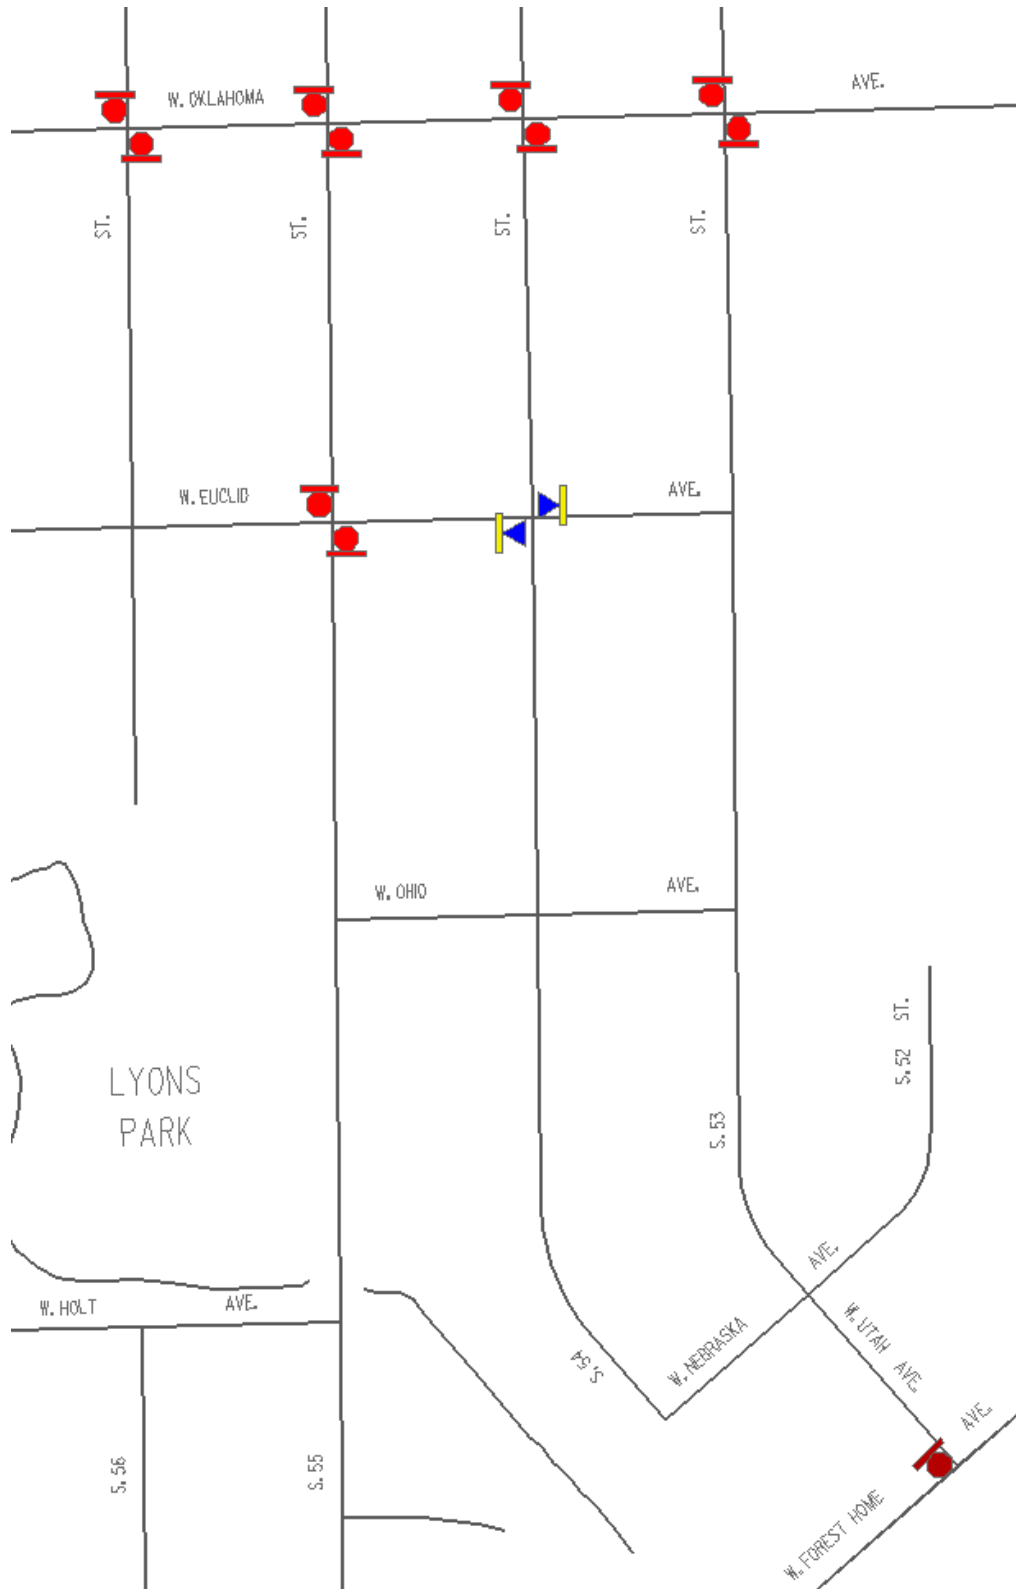 W. OKLAHOMA AVE.
ST. ST. ST. ST.
W. EUCLID AVE.
W. OHIO AVE.
S. 52 ST.
LYONS
PARK
S. 53
W. HOLT AVE.
W. NEBRASKA AVE.
W. UTAH AVE.
S. 54
S. 56
S. 55
W. FOREST HOME AVE.